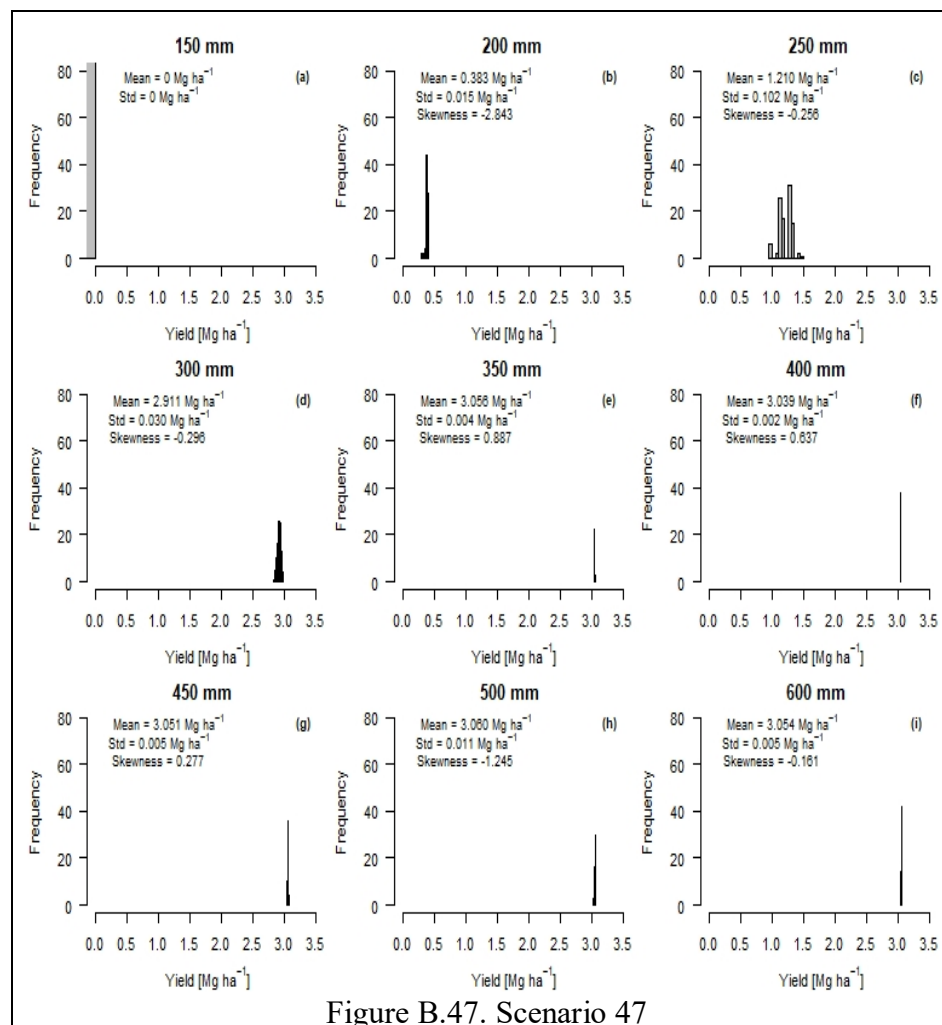 150 mm
200 mm
250 mm
Mean = 0 Mg ha⁻¹
Std = 0 Mg ha⁻¹
(a)
Frequency
80
60
40
20
0
0.0 0.5 1.0 1.5 2.0 2.5 3.0 3.5
Yield [Mg ha⁻¹]
Mean = 0.383 Mg ha⁻¹
Std = 0.015 Mg ha⁻¹
Skewness = -2.843
(b)
Frequency
80
60
40
20
0
0.0 0.5 1.0 1.5 2.0 2.5 3.0 3.5
Yield [Mg ha⁻¹]
Mean = 1.210 Mg ha⁻¹
Std = 0.102 Mg ha⁻¹
Skewness = -0.256
(c)
Frequency
80
60
40
20
0
0.0 0.5 1.0 1.5 2.0 2.5 3.0 3.5
Yield [Mg ha⁻¹]
300 mm
350 mm
400 mm
Mean = 2.911 Mg ha⁻¹
Std = 0.030 Mg ha⁻¹
Skewness = -0.296
(d)
Frequency
80
60
40
20
0
0.0 0.5 1.0 1.5 2.0 2.5 3.0 3.5
Yield [Mg ha⁻¹]
Mean = 3.056 Mg ha⁻¹
Std = 0.004 Mg ha⁻¹
Skewness = 0.887
(e)
Frequency
80
60
40
20
0
0.0 0.5 1.0 1.5 2.0 2.5 3.0 3.5
Yield [Mg ha⁻¹]
Mean = 3.039 Mg ha⁻¹
Std = 0.002 Mg ha⁻¹
Skewness = 0.637
(f)
Frequency
80
60
40
20
0
0.0 0.5 1.0 1.5 2.0 2.5 3.0 3.5
Yield [Mg ha⁻¹]
450 mm
500 mm
600 mm
Mean = 3.051 Mg ha⁻¹
Std = 0.005 Mg ha⁻¹
Skewness = 0.277
(g)
Frequency
80
60
40
20
0
0.0 0.5 1.0 1.5 2.0 2.5 3.0 3.5
Yield [Mg ha⁻¹]
Mean = 3.060 Mg ha⁻¹
Std = 0.011 Mg ha⁻¹
Skewness = -1.245
(h)
Frequency
80
60
40
20
0
0.0 0.5 1.0 1.5 2.0 2.5 3.0 3.5
Yield [Mg ha⁻¹]
Mean = 3.054 Mg ha⁻¹
Std = 0.005 Mg ha⁻¹
Skewness = -0.161
(i)
Frequency
80
60
40
20
0
0.0 0.5 1.0 1.5 2.0 2.5 3.0 3.5
Yield [Mg ha⁻¹]
Figure B.47. Scenario 47